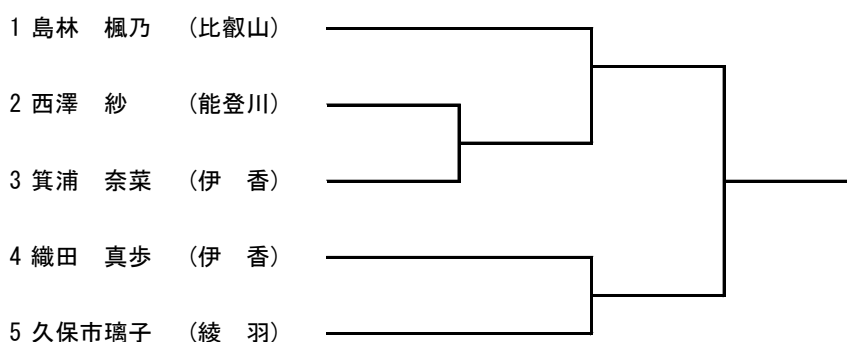 1 島林　楓乃　（比叡山）
2 西澤　紗　　（能登川）
3 箕浦　奈菜　（伊　香）
4 織田　真歩　（伊　香）
5 久保市璃子　（綾　羽）